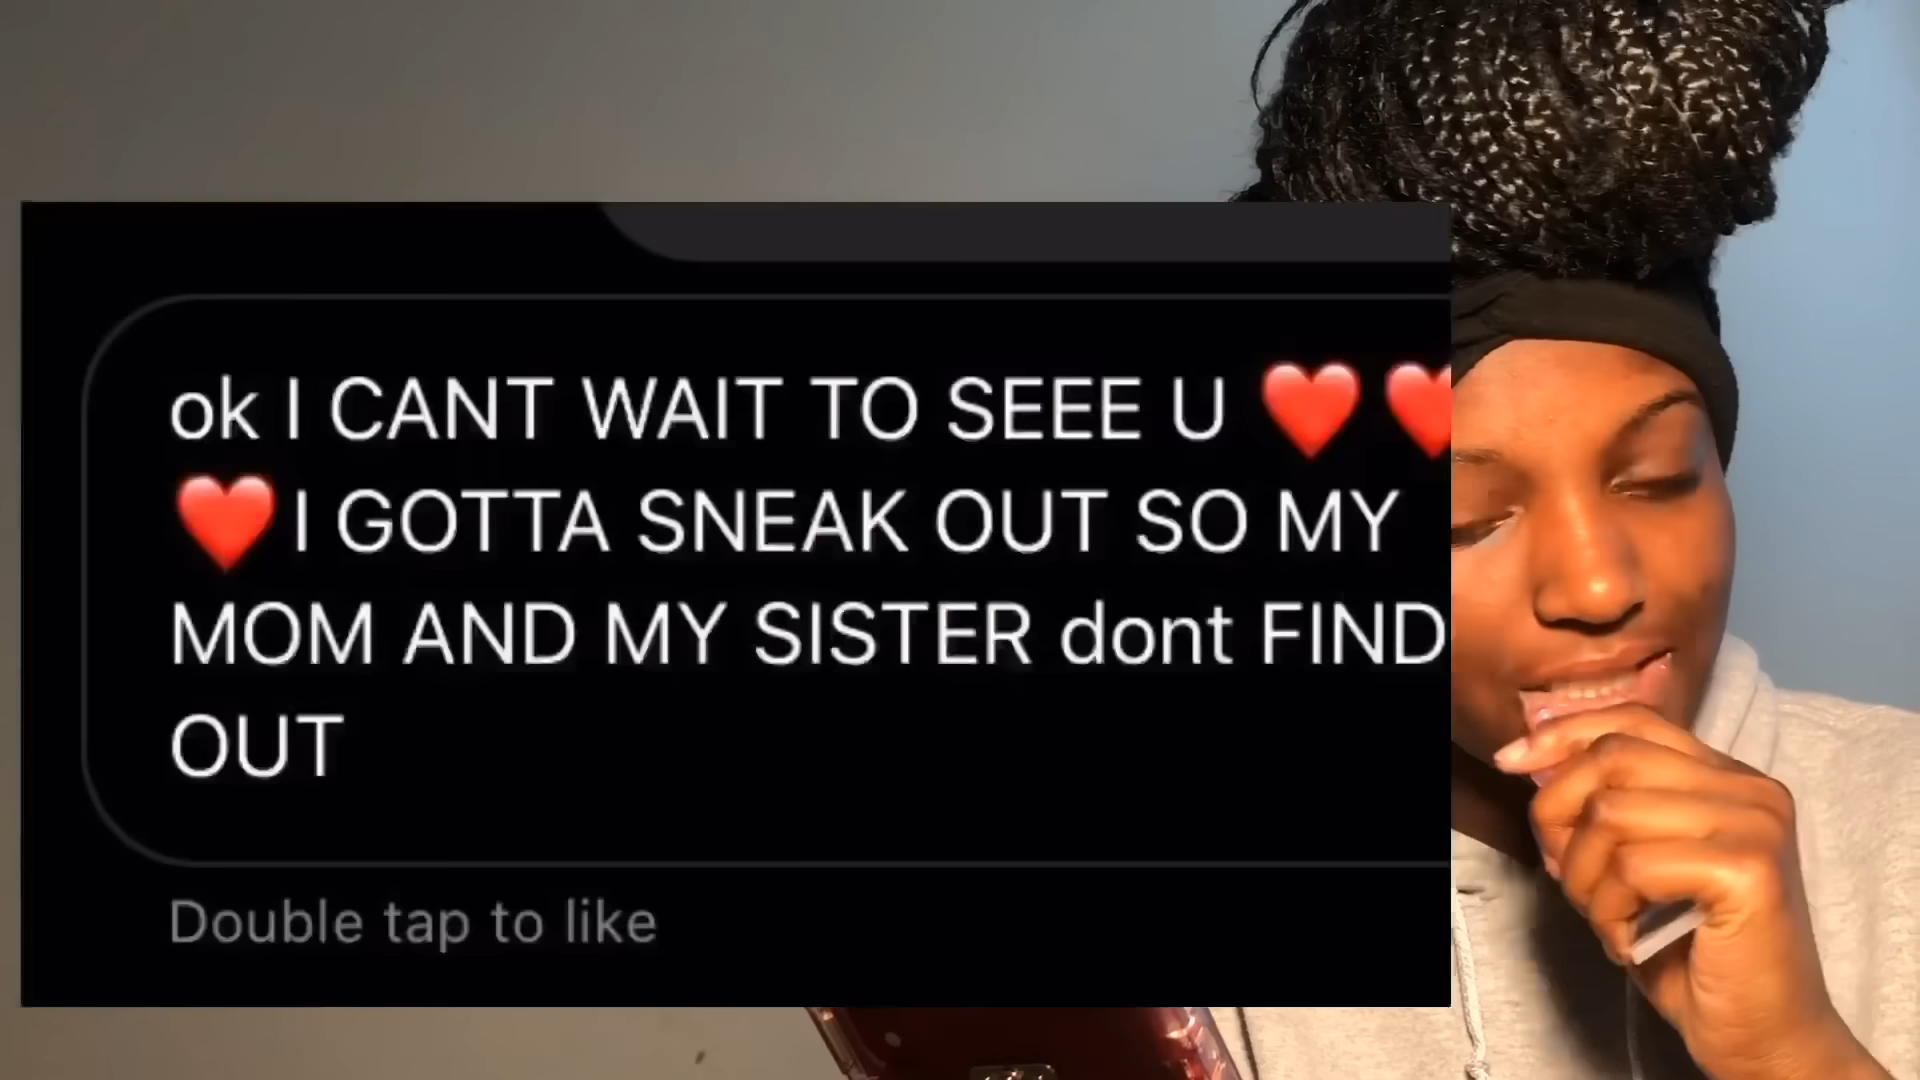 ok I CANT WAIT TO SEEE U ❤️❤️
❤️I GOTTA SNEAK OUT SO MY
MOM AND MY SISTER dont FIND
OUT
Double tap to like